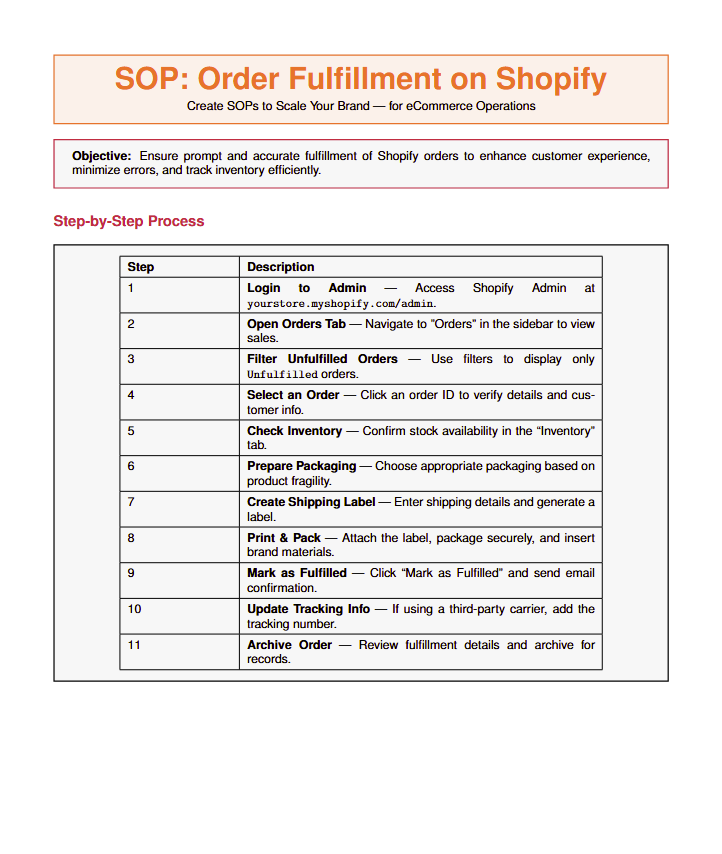 SOP: Order Fulfillment on Shopify
Create SOPs to Scale Your Brand — for eCommerce Operations
Objective: Ensure prompt and accurate fulfillment of Shopify orders to enhance customer experience,
minimize errors, and track inventory efficiently.
Step-by-Step Process
Step Description
1 Login to Admin — Access Shopify Admin at
yourstore.myshopify.com/admin.
2 Open Orders Tab — Navigate to "Orders" in the sidebar to view
sales.
3 Filter Unfulfilled Orders — Use filters to display only
Unfulfilled orders.
4 Select an Order — Click an order ID to verify details and cus-
tomer info.
5 Check Inventory — Confirm stock availability in the “Inventory”
tab.
6 Prepare Packaging — Choose appropriate packaging based on
product fragility.
7 Create Shipping Label — Enter shipping details and generate a
label.
8 Print & Pack — Attach the label, package securely, and insert
brand materials.
9 Mark as Fulfilled — Click “Mark as Fulfilled” and send email
confirmation.
10 Update Tracking Info — If using a third-party carrier, add the
tracking number.
11 Archive Order — Review fulfillment details and archive for
records.